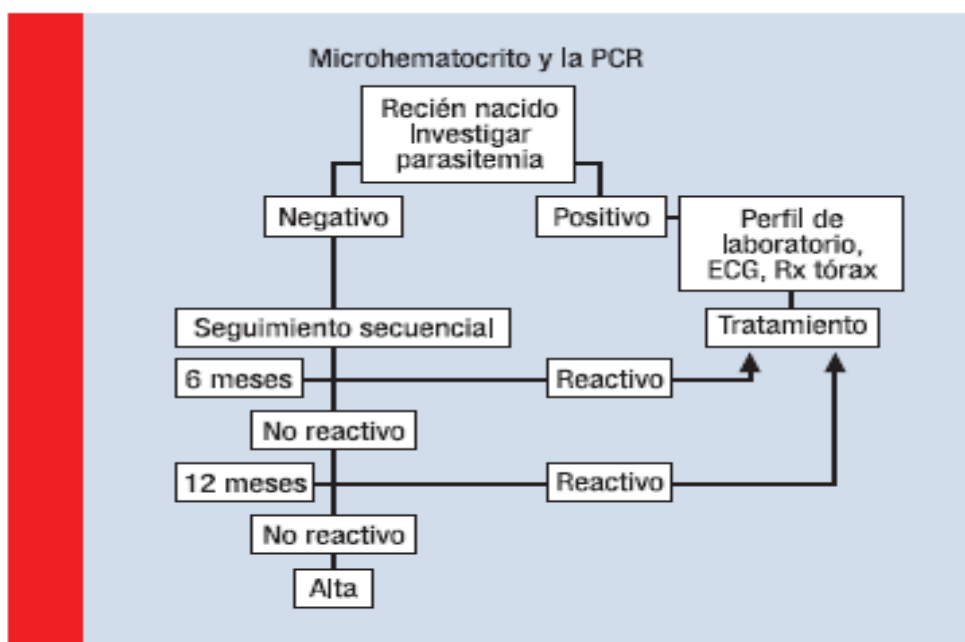 Microhematocrito y la PCR
Recién nacido
Investigar
parasitemia
Negativo
Positivo
Perfil de
laboratorio,
ECG, Rx tórax
Seguimiento secuencial
Tratamiento
6 meses
Reactivo
No reactivo
12 meses
Reactivo
No reactivo
Alta